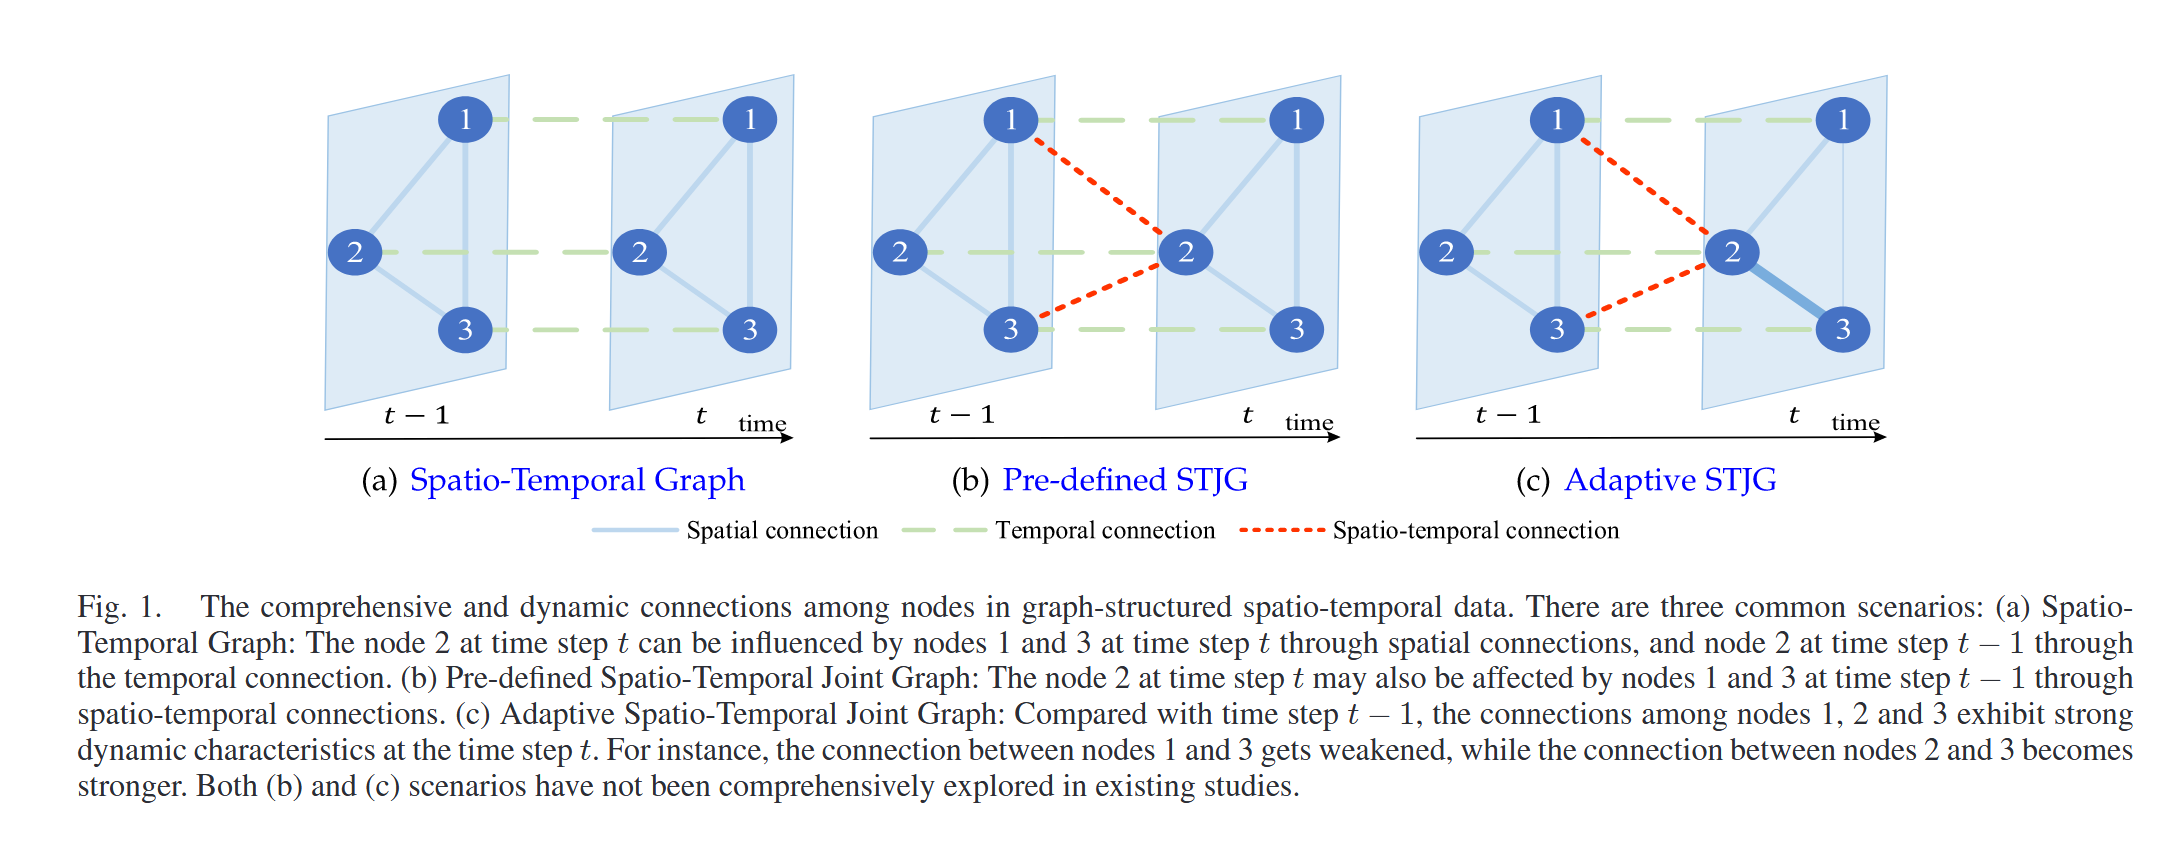 1 1 1 1 1 1
2 2 2 2 2 2
3 3 3 3 3 3
t − 1 t time t − 1 t time t − 1 t time
(a) Spatio-Temporal Graph (b) Pre-defined STJG (c) Adaptive STJG
Spatial connection Temporal connection Spatio-temporal connection
Fig. 1. The comprehensive and dynamic connections among nodes in graph-structured spatio-temporal data. There are three common scenarios: (a) Spatio-
Temporal Graph: The node 2 at time step t can be influenced by nodes 1 and 3 at time step t through spatial connections, and node 2 at time step t − 1 through
the temporal connection. (b) Pre-defined Spatio-Temporal Joint Graph: The node 2 at time step t may also be affected by nodes 1 and 3 at time step t − 1 through
spatio-temporal connections. (c) Adaptive Spatio-Temporal Joint Graph: Compared with time step t − 1, the connections among nodes 1, 2 and 3 exhibit strong
dynamic characteristics at the time step t. For instance, the connection between nodes 1 and 3 gets weakened, while the connection between nodes 2 and 3 becomes
stronger. Both (b) and (c) scenarios have not been comprehensively explored in existing studies.